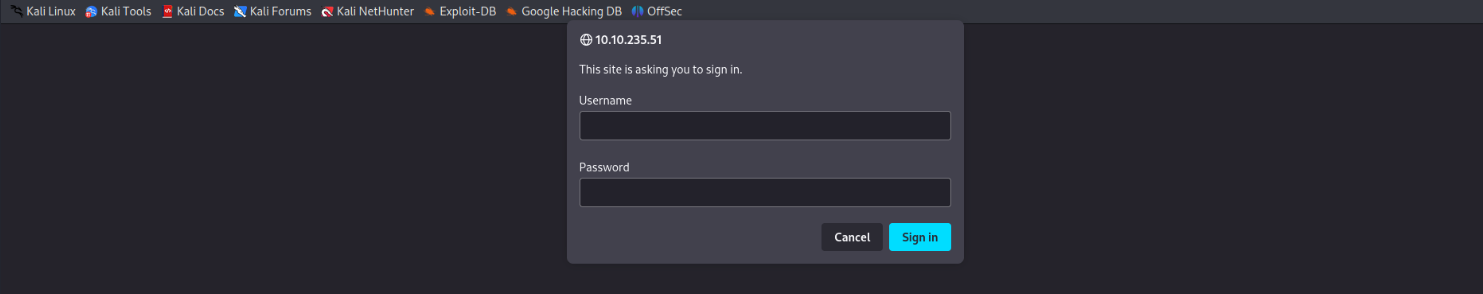 Kali Linux Kali Tools Kali Docs Kali Forums Kali NetHunter Exploit-DB Google Hacking DB OffSec
10.10.235.51
This site is asking you to sign in.
Username
Password
Cancel Sign in